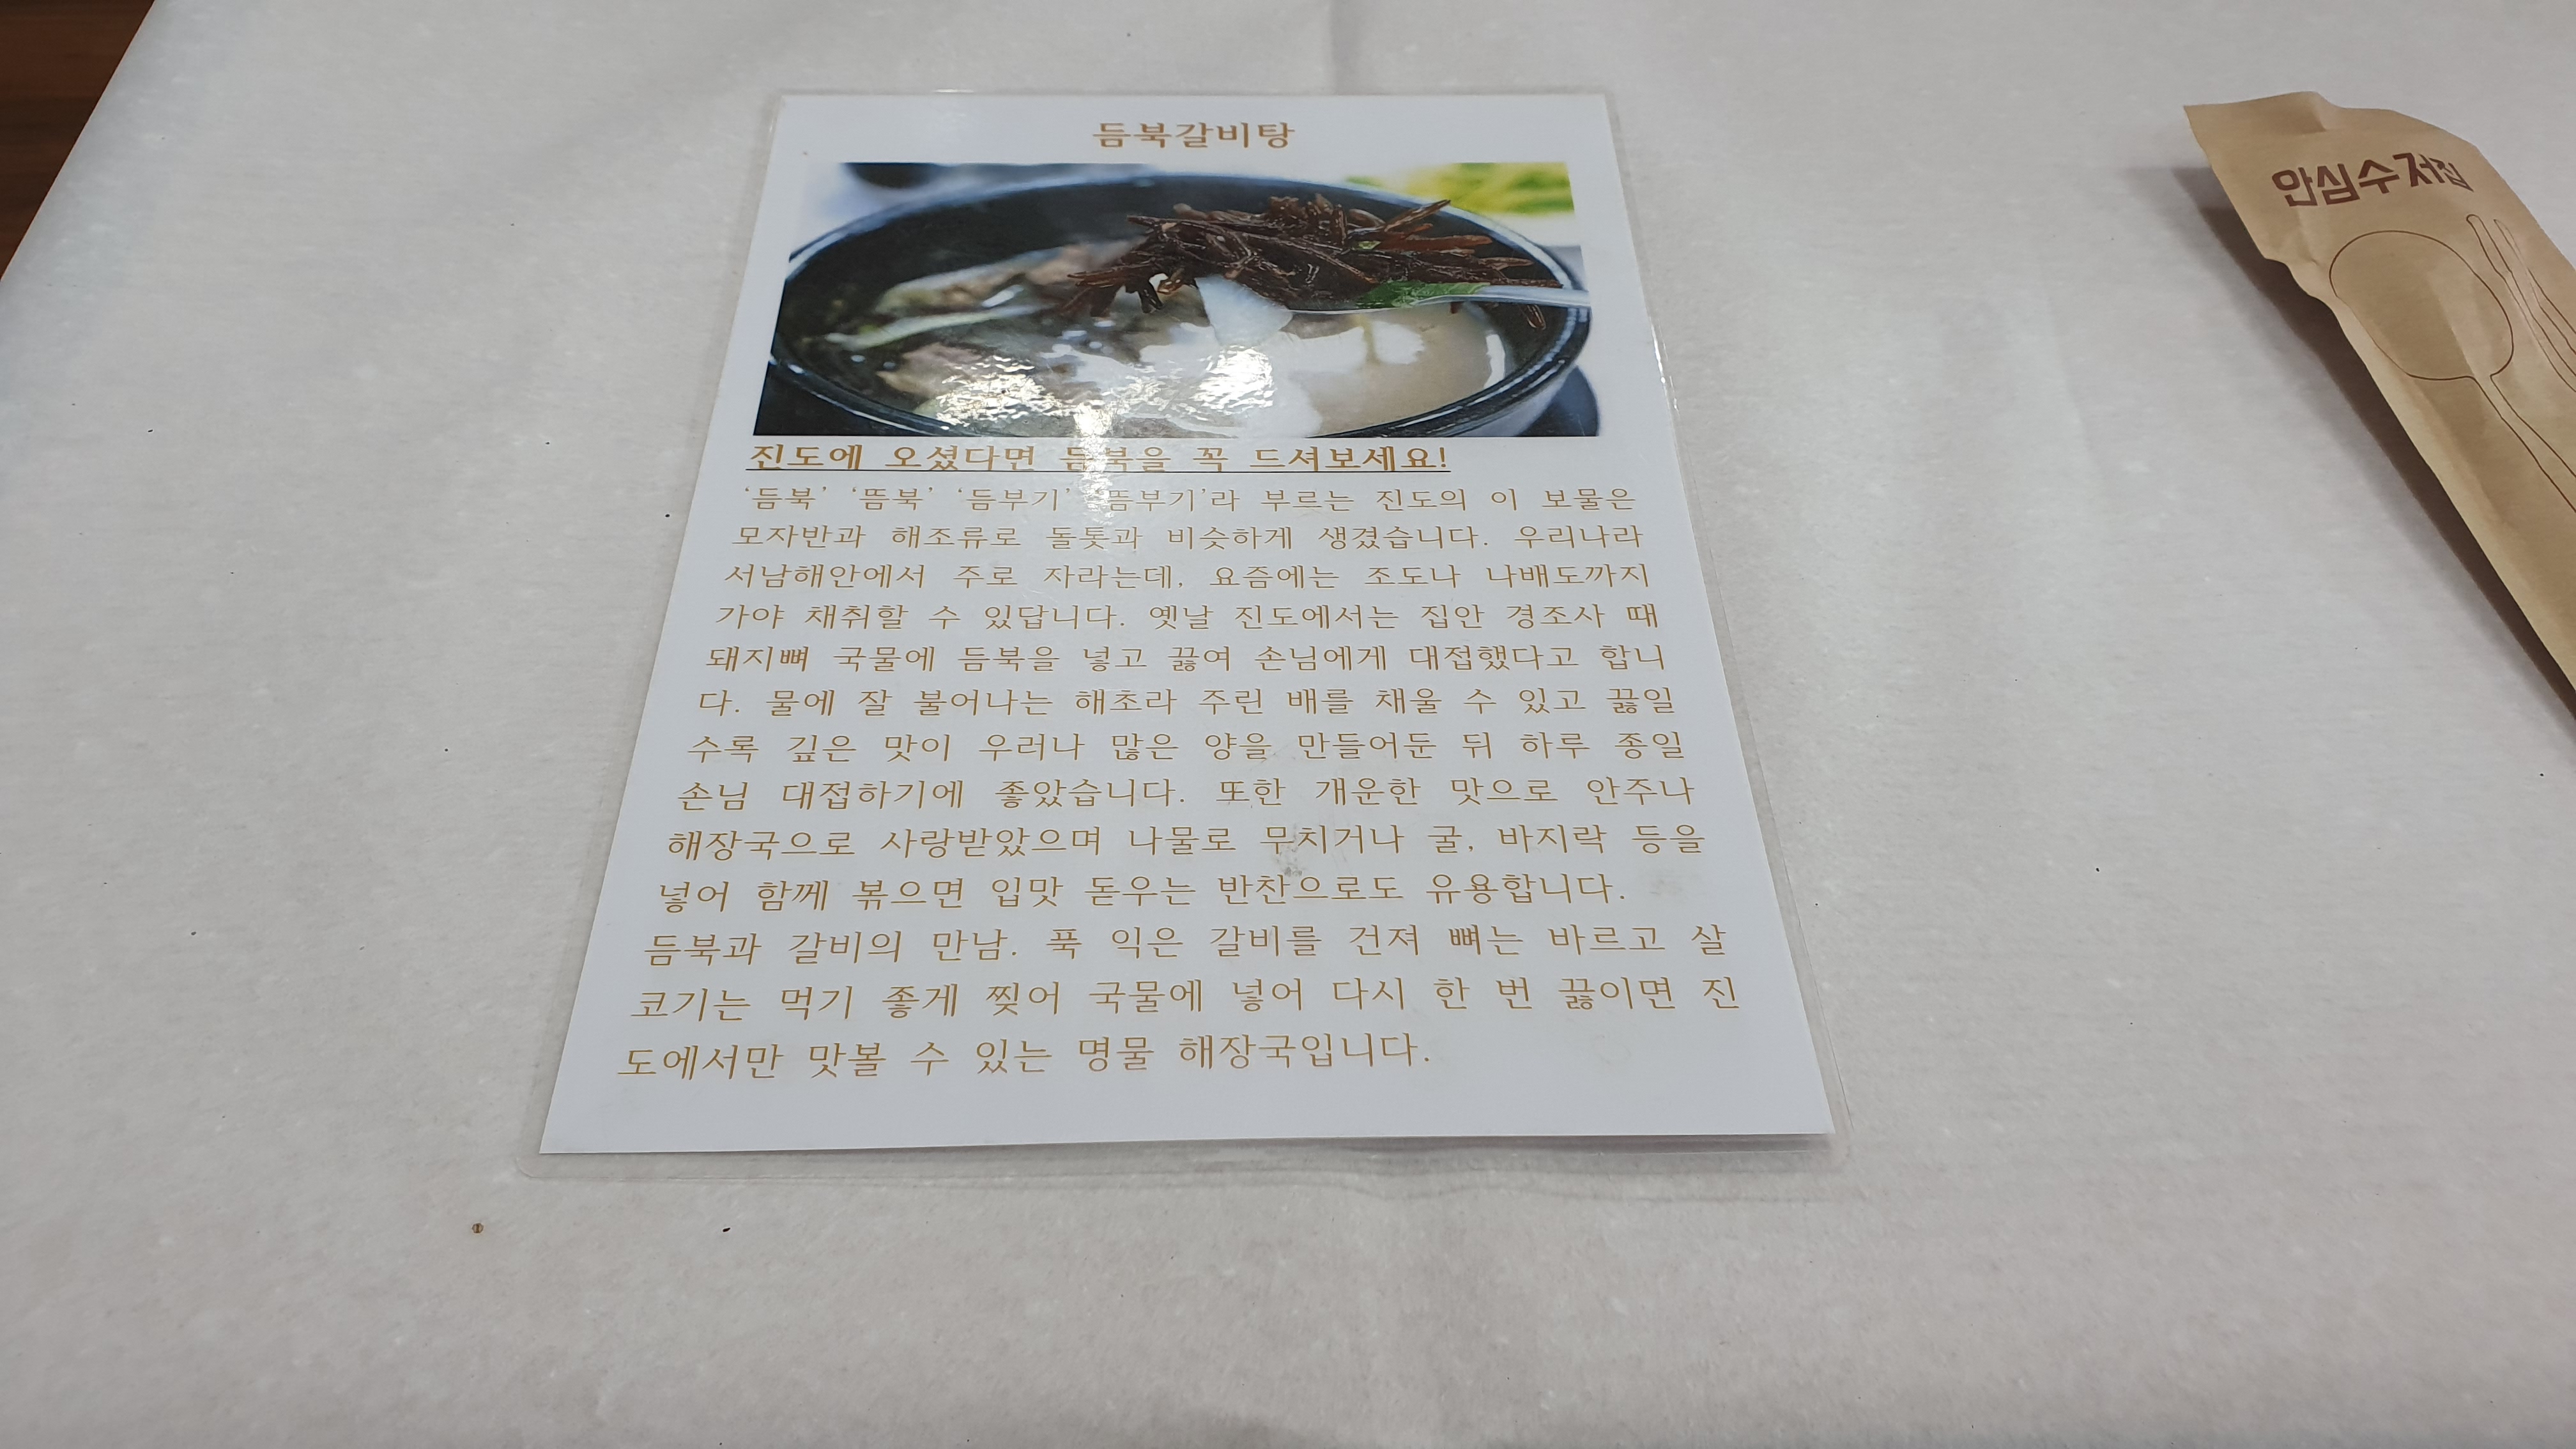 듬북갈비탕
진도에 오셨다면 듬북을 꼭 드셔보세요!
‘듬북’ ‘뜸북’ ‘듬부기’ ‘뜸부기’라 부르는 진도의 이 보물은
모자반과 해조류로 돌톳과 비슷하게 생겼습니다. 우리나라
서남해안에서 주로 자라는데, 요즘에는 조도나 나배도까지
가야 채취할 수 있답니다. 옛날 진도에서는 집안 경조사 때
돼지뼈 국물에 듬북을 넣고 끓여 손님에게 대접했다고 합니
다. 물에 잘 불어나는 해초라 주린 배를 채울 수 있고 끓일
수록 깊은 맛이 우러나 많은 양을 만들어둔 뒤 하루 종일
손님 대접하기에 좋았습니다. 또한 개운한 맛으로 안주나
해장국으로 사랑받았으며 나물로 무치거나 굴, 바지락 등을
넣어 함께 볶으면 입맛 돋우는 반찬으로도 유용합니다.
듬북과 갈비의 만남. 푹 익은 갈비를 건져 뼈는 바르고 살
코기는 먹기 좋게 찢어 국물에 넣어 다시 한 번 끓이면 진
도에서만 맛볼 수 있는 명물 해장국입니다.
안심수저집